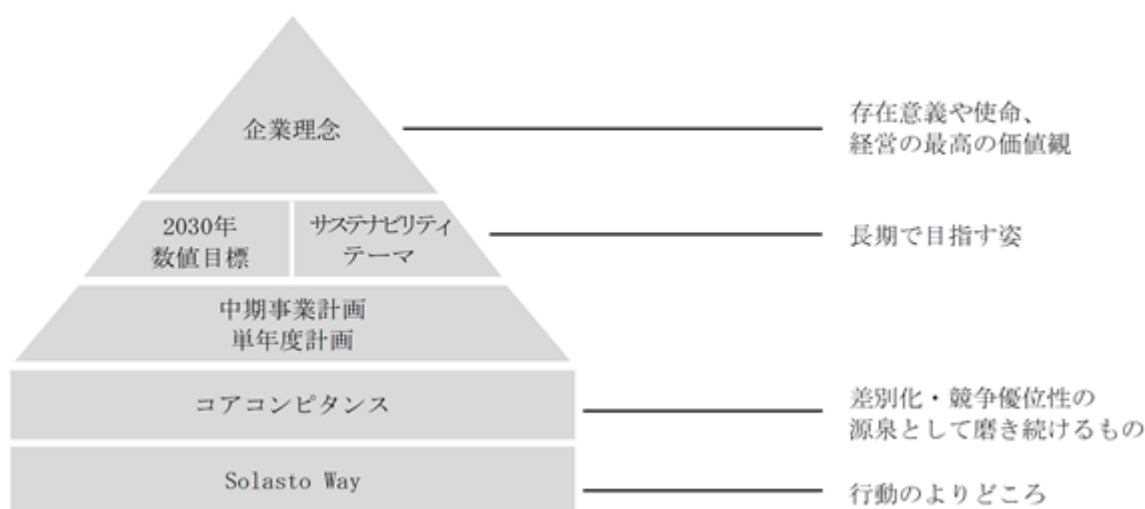 企業理念
存在意義や使命、
経営の最高の価値観
2030年
数値目標
サステナビリティ
テーマ
長期で目指す姿
中期事業計画
単年度計画
コアコンピタンス
差別化・競争優位性の
源泉として磨き続けるもの
Solasto Way
行動のよりどころ